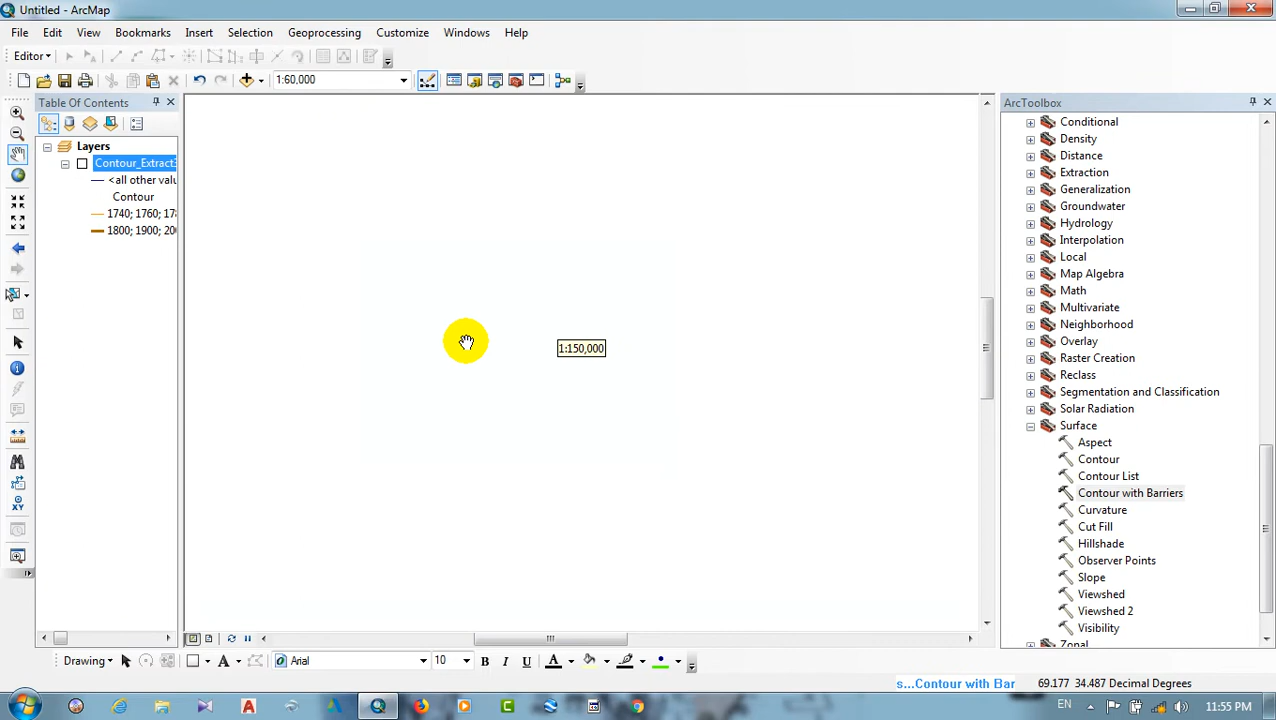 Untitled - ArcMap
File Edit View Bookmarks Insert Selection Geoprocessing Customize Windows Help
Editor
1:60,000
Table Of Contents
Layers
Contour_Extract
<all other valu
Contour
1740; 1760; 17
1800; 1900; 20
1:150,000
ArcToolbox
Conditional
Density
Distance
Extraction
Generalization
Groundwater
Hydrology
Interpolation
Local
Map Algebra
Math
Multivariate
Neighborhood
Overlay
Raster Creation
Reclass
Segmentation and Classification
Solar Radiation
Surface
Aspect
Contour
Contour List
Contour with Barriers
Curvature
Cut Fill
Hillshade
Observer Points
Slope
Viewshed
Viewshed 2
Visibility
Zonal
Drawing Arial 10 B I U A
s...Contour with Bar 69.177 34.487 Decimal Degrees
EN 11:55 PM